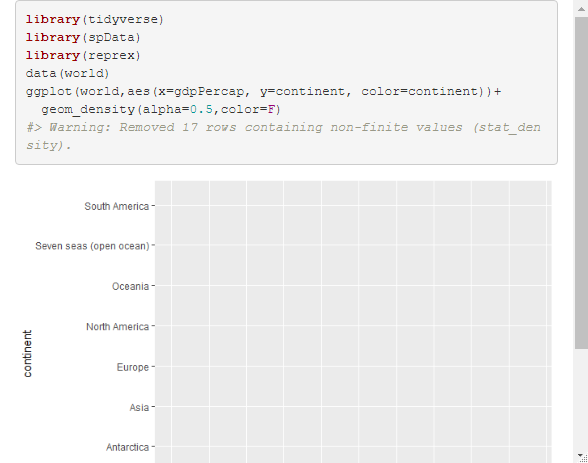 library(tidyverse)
library(spData)
library(reprex)
data(world)
ggplot(world,aes(x=gdpPercap, y=continent, color=continent))+
  geom_density(alpha=0.5,color=F)
#> Warning: Removed 17 rows containing non-finite values (stat_den
sity).
South America
Seven seas (open ocean)
Oceania
North America
continent
Europe
Asia
Antarctica